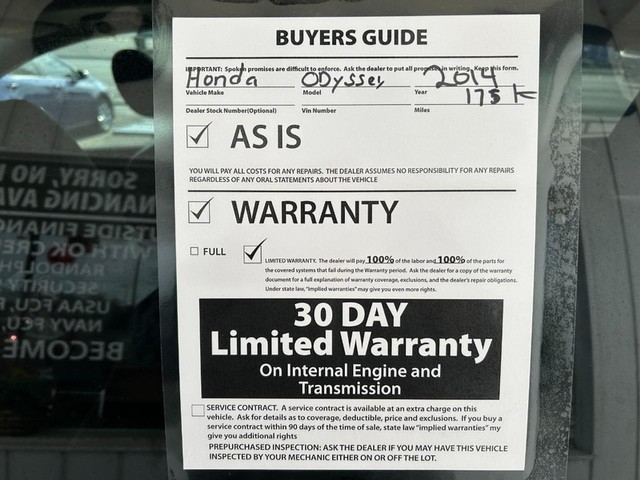 BUYERS GUIDE
IMPORTANT: Spoken promises are difficult to enforce. Ask the dealer to put all promises in writing. Keep this form.
Honda Odyssey 2014
Vehicle Make Model Year
175 K
Dealer Stock Number(Optional) Vin Number Miles
AS IS
YOU WILL PAY ALL COSTS FOR ANY REPAIRS. THE DEALER ASSUMES NO RESPONSIBILITY FOR ANY REPAIRS
REGARDLESS OF ANY ORAL STATEMENTS ABOUT THE VEHICLE
WARRANTY
FULL
LIMITED WARRANTY. The dealer will pay 100% of the labor and 100% of the parts for
the covered systems that fail during the Warranty period. Ask the dealer for a copy of the warranty
document for a full explanation of warranty coverage, exclusions, and the dealer's repair obligations.
Under state law, "implied warranties" may give you even more rights.
30 DAY
Limited Warranty
On Internal Engine and
Transmission
SERVICE CONTRACT. A service contract is available at an extra charge on this
vehicle. Ask for details as to coverage, deductible, price and exclusions. If you buy a
service contract within 90 days of the time of sale, state law "implied warranties" my
give you additional rights
PREPURCHASED INSPECTION: ASK THE DEALER IF YOU MAY HAVE THIS VEHICLE
INSPECTED BY YOUR MECHANIC EITHER ON OR OFF THE LOT.
SORRY, NO
NANCING AVA
TSIDE FINANC
WITH OK CRE
RANDOLPH
USAA FCU,
NAVY FCU,
BECOME